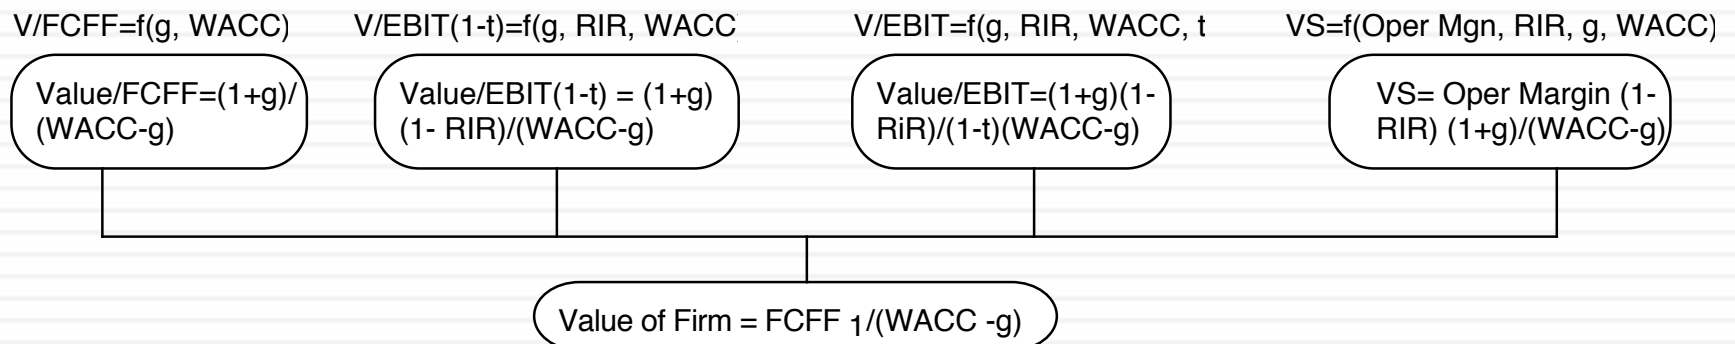 V/FCFF=f(g, WACC)
V/EBIT(1-t)=f(g, RIR, WACC
V/EBIT=f(g, RIR, WACC, t
VS=f(Oper Mgn, RIR, g, WACC)
Value/FCFF=(1+g)/
(WACC-g)
Value/EBIT(1-t) = (1+g)
(1- RIR)/(WACC-g)
Value/EBIT=(1+g)(1-
RiR)/(1-t)(WACC-g)
VS= Oper Margin (1-
RIR) (1+g)/(WACC-g)
Value of Firm = FCFF 1/(WACC -g)